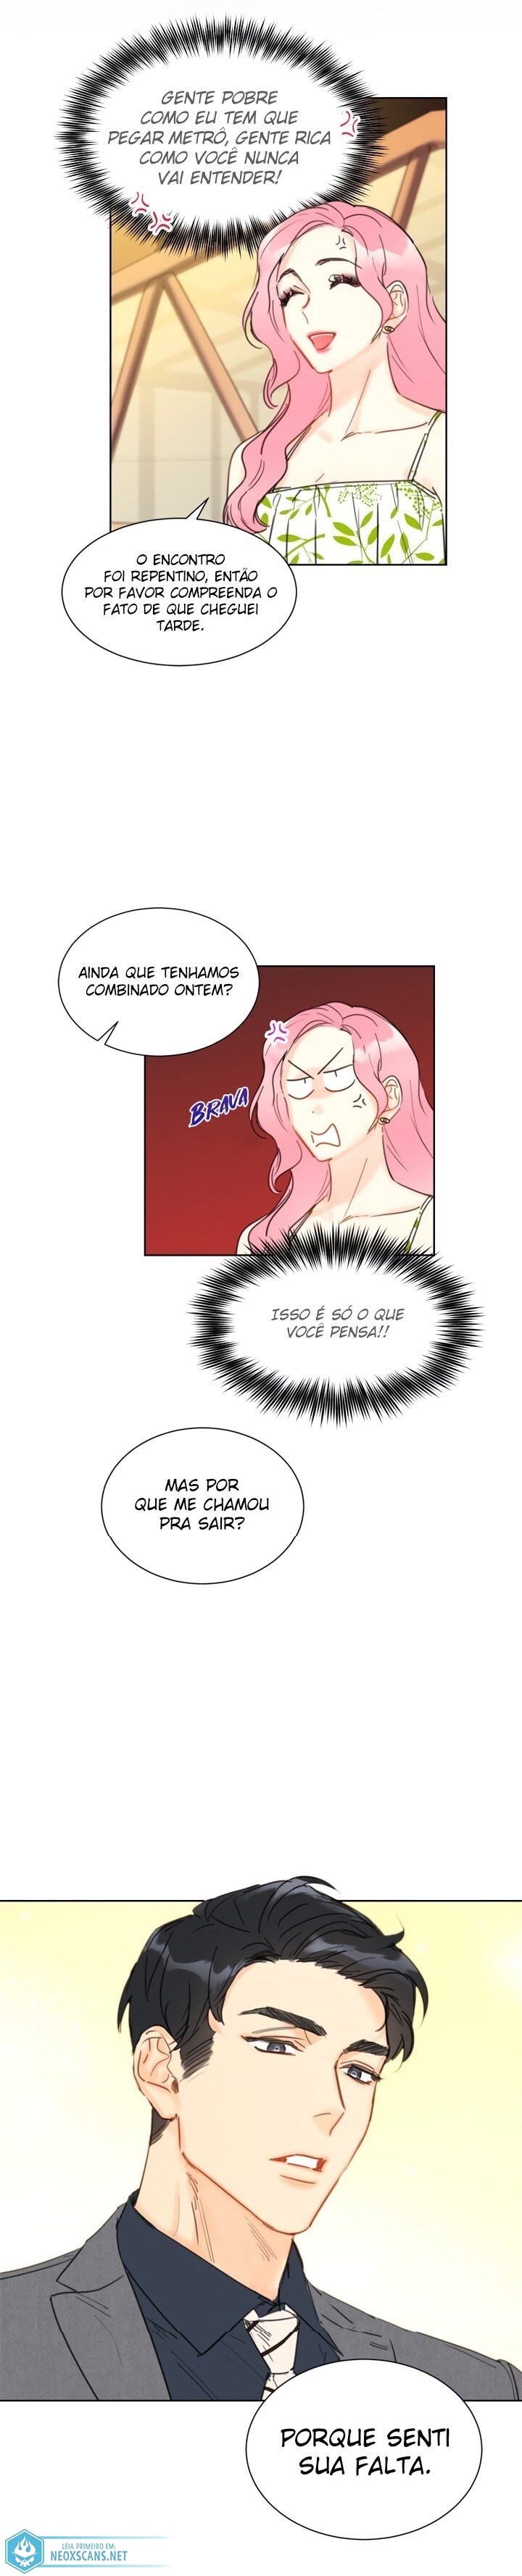 GENTE POBRE
COMO EU TEM QUE
PEGAR METRÔ, GENTE RICA
COMO VOCÊ NUNCA
VAI ENTENDER!
O ENCONTRO
FOI REPENTINO, ENTÃO
POR FAVOR COMPREENDA O
FATO DE QUE CHEGUEI
TARDE.
AINDA QUE TENHAMOS
COMBINADO ONTEM?
BRAVA
ISSO É SÓ O QUE
VOCÊ PENSA!!
MAS POR
QUE ME CHAMOU
PRA SAIR?
PORQUE SENTI
SUA FALTA.
LEIA PRIMEIRO EM:
NEOXSCANS.NET